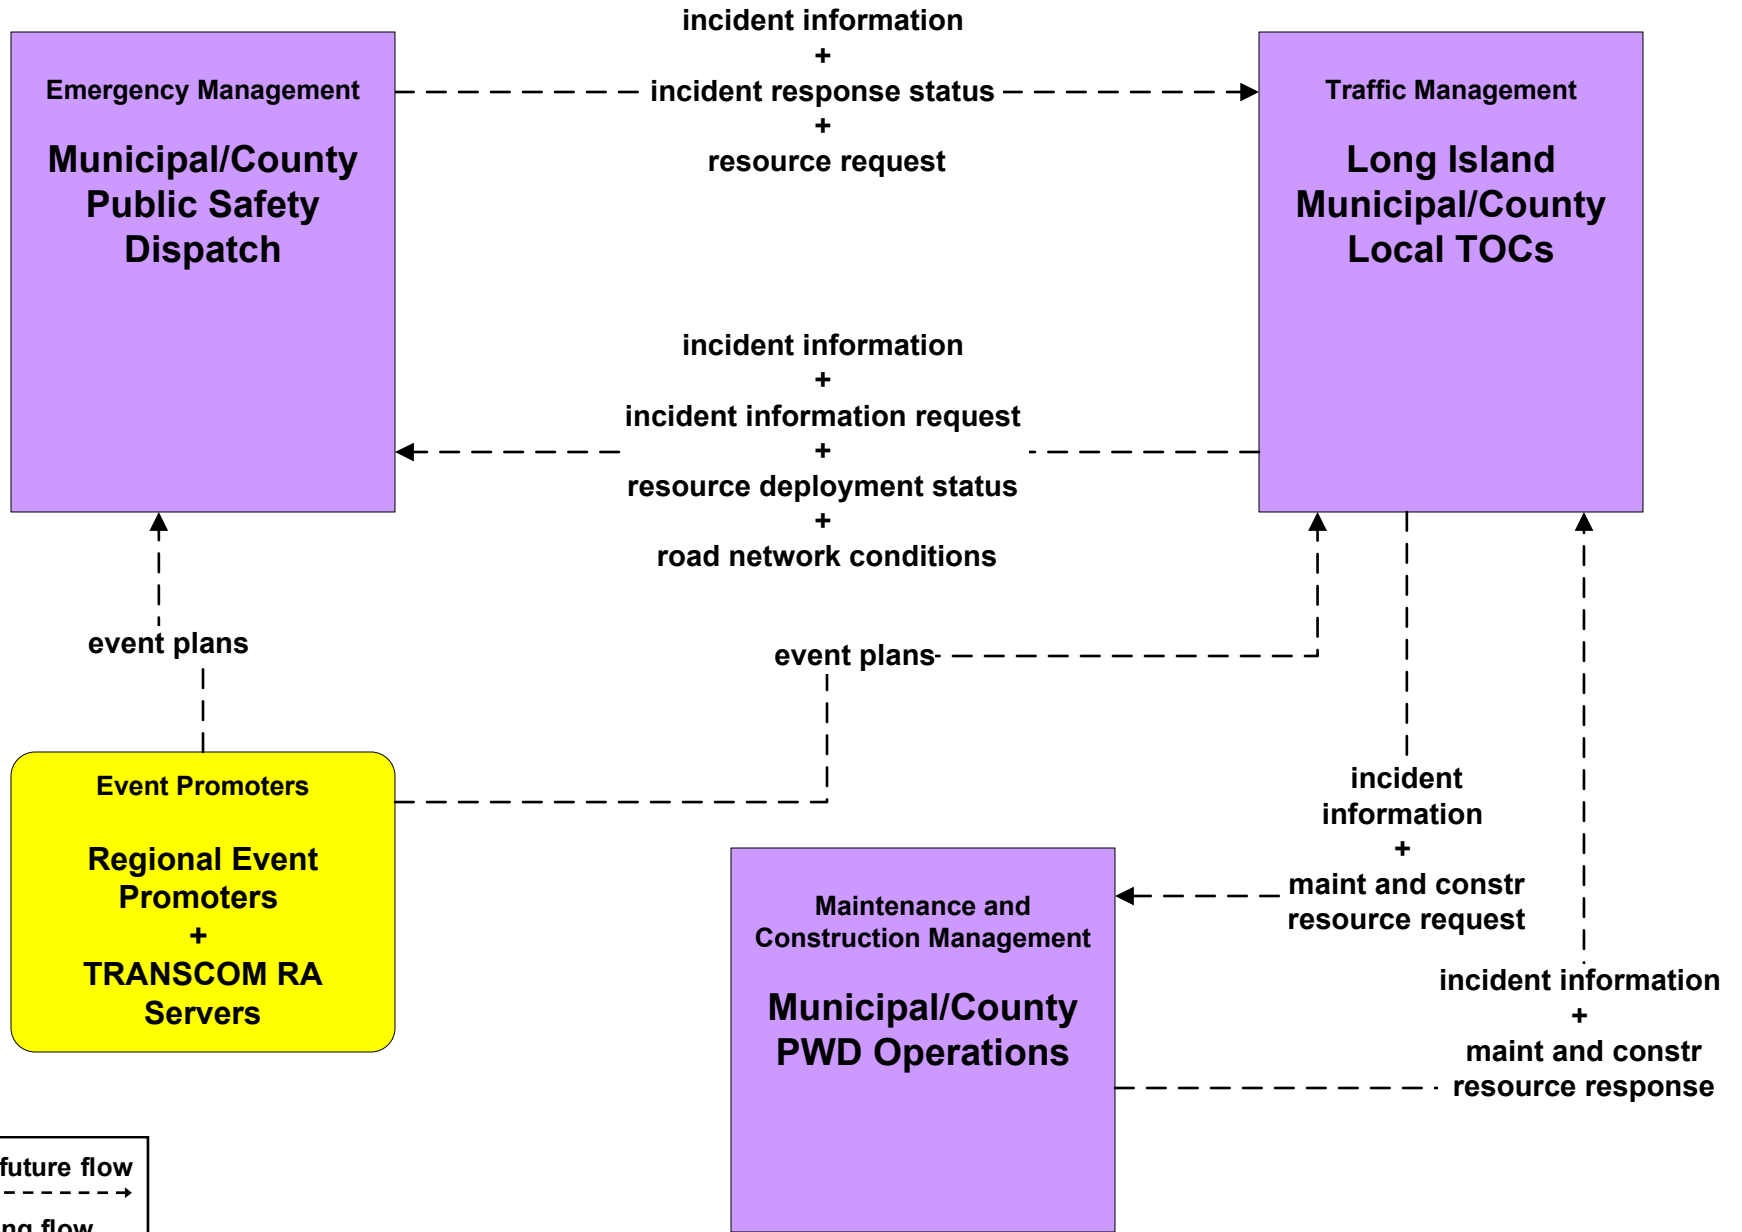 incident information
+
incident response status
+
resource request
Emergency Management
Municipal/County
Public Safety
Dispatch
Traffic Management
Long Island
Municipal/County
Local TOCs
incident information
+
incident information request
+
resource deployment status
+
road network conditions
event plans
event plans
Event Promoters
Regional Event
Promoters
+
TRANSCOM RA
Servers
incident
information
+
maint and constr
resource request
Maintenance and
Construction Management
Municipal/County
PWD Operations
incident information
+
maint and constr
resource response
future flow
flow